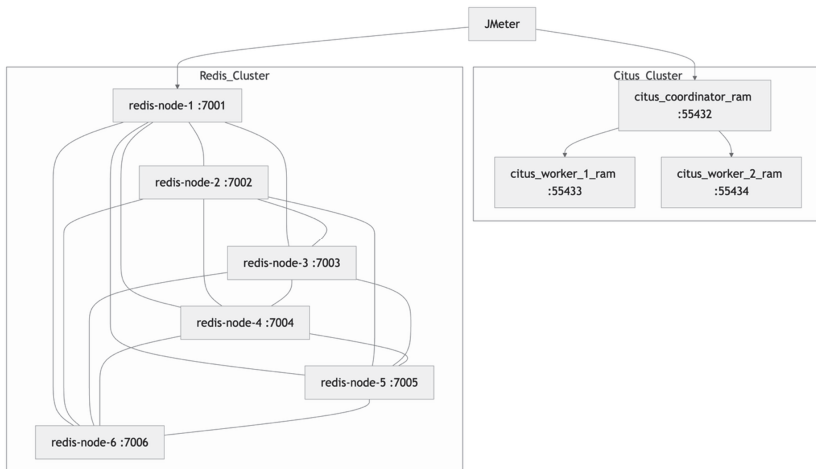 JMeter
Redis_Cluster
Citus_Cluster
redis-node-1 :7001
citus_coordinator_ram
:55432
redis-node-2 :7002
citus_worker_1_ram
:55433
citus_worker_2_ram
:55434
redis-node-3 :7003
redis-node-4 :7004
redis-node-5 :7005
redis-node-6 :7006